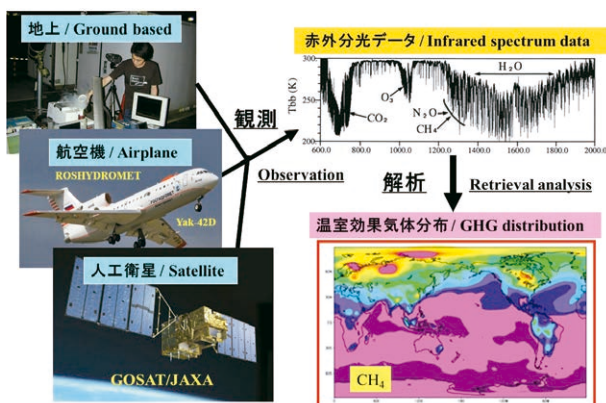 地上 / Ground based
航空機 / Airplane
ROSHYDROMET
Yak-42D
人工衛星 / Satellite
GOSAT/JAXA
観測
Observation
赤外分光データ / Infrared spectrum data
Tbb (K)
300
250
200
CO₂
O₃
N₂O
CH₄
H₂O
600.0 800.0 1000.0 1200.0 1400.0 1600.0 1800.0 2000.0
解析
Retrieval analysis
温室効果気体分布 / GHG distribution
CH₄